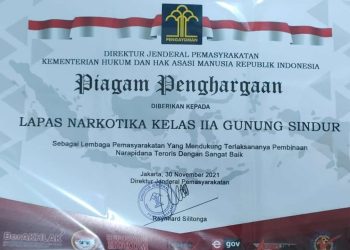 PENGAYOMAN
DIREKTUR JENDERAL PEMASYARAKATAN
KEMENTERIAN HUKUM DAN HAK ASASI MANUSIA REPUBLIK INDONESIA
Piagam Penghargaan
DIBERIKAN KEPADA
LAPAS NARKOTIKA KELAS IIA GUNUNG SINDUR
Sebagai Lembaga Pemasyarakatan Yang Mendukung Terlaksananya Pembinaan
Narapidana Teroris Dengan Sangat Baik
Jakarta, 30 November 2021
Direktur Jenderal Pemasyarakatan
Reynhard Silitonga
BerAKHLAK
e gov